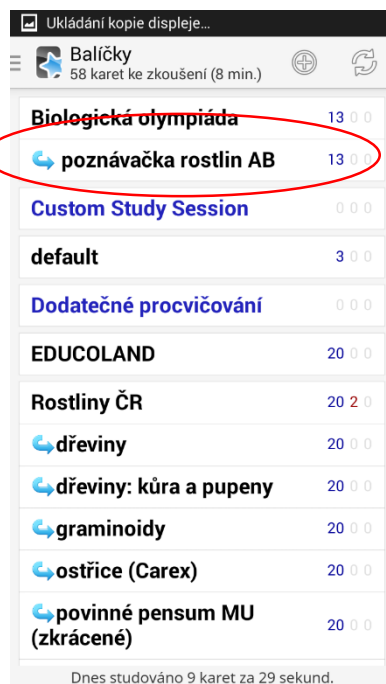 Ukládání kopie displeje...
Balíčky
58 karet ke zkoušení (8 min.)
Biologická olympiáda 13 0 0
poznávačka rostlin AB 13 0 0
Custom Study Session 0 0 0
default 3 0 0
Dodatečné procvičování 0 0 0
EDUCOLAND 20 0 0
Rostliny ČR 20 2 0
dřeviny 20 0 0
dřeviny: kůra a pupeny 20 0 0
graminoidy 20 0 0
ostřice (Carex) 20 0 0
povinné pensum MU
(zkrácené) 20 0 0
Dnes studováno 9 karet za 29 sekund.